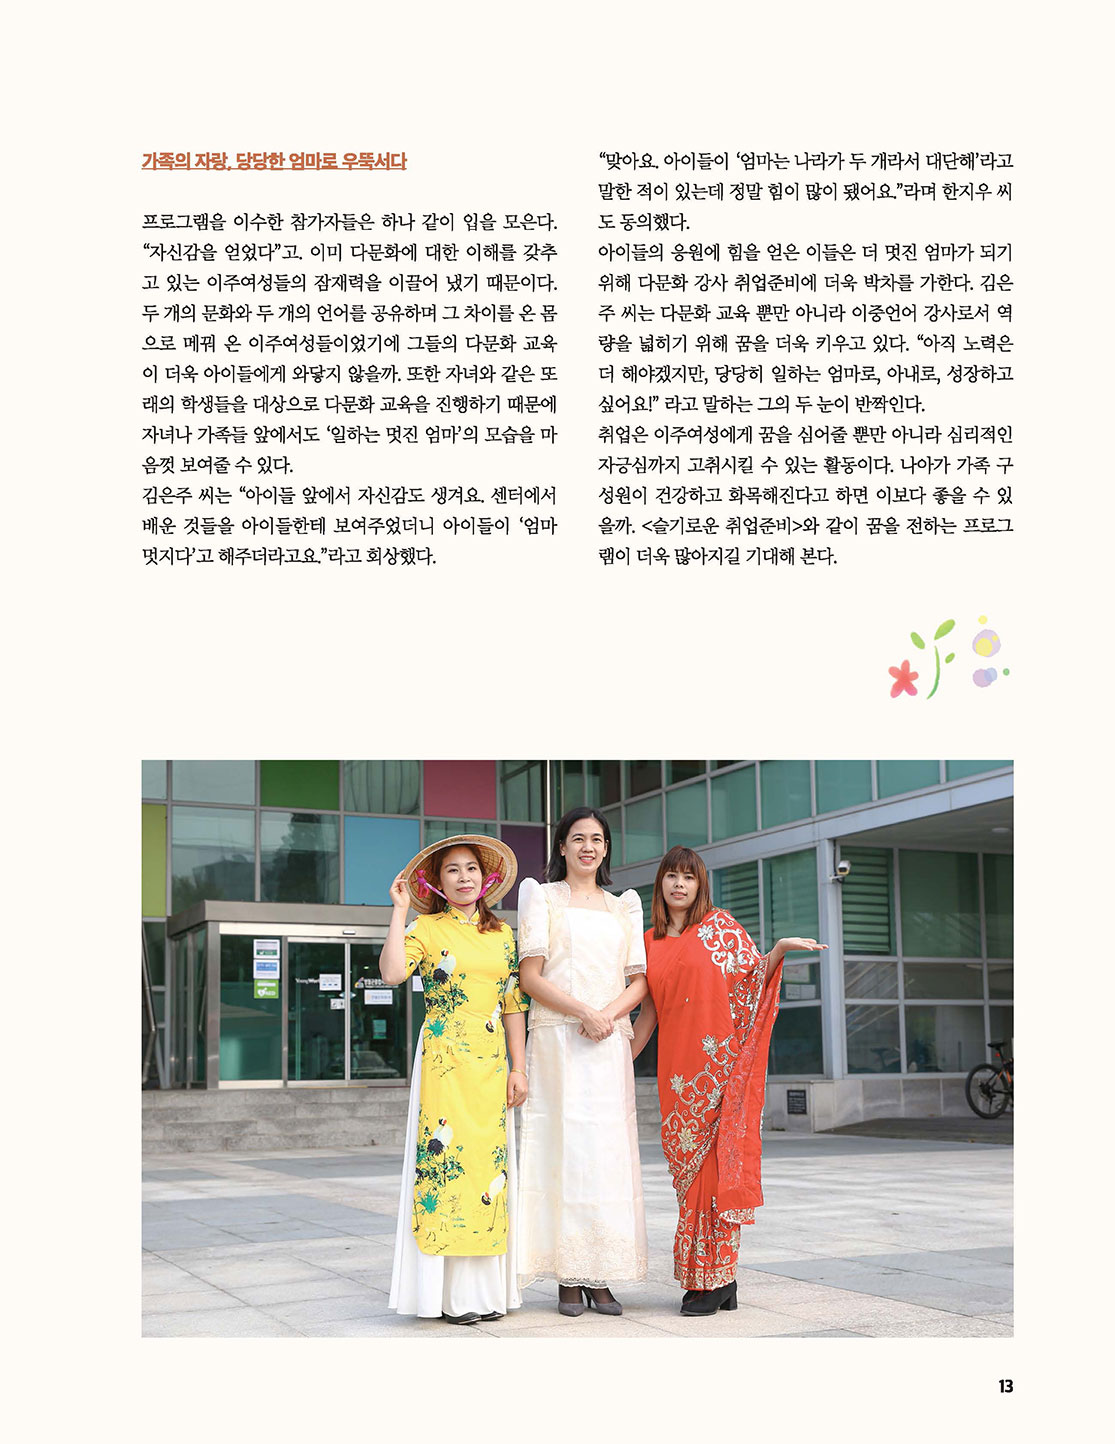 가족의 자랑, 당당한 엄마로 우뚝서다
프로그램을 이수한 참가자들은 하나 같이 입을 모은다.
“자신감을 얻었다”고. 이미 다문화에 대한 이해를 갖추
고 있는 이주여성들의 잠재력을 이끌어 냈기 때문이다.
두 개의 문화와 두 개의 언어를 공유하며 그 차이를 온 몸
으로 메꿔 온 이주여성들이었기에 그들의 다문화 교육
이 더욱 아이들에게 와닿지 않을까. 또한 자녀와 같은 또
래의 학생들을 대상으로 다문화 교육을 진행하기 때문에
자녀나 가족들 앞에서도 ‘일하는 멋진 엄마’의 모습을 마
음껏 보여줄 수 있다.
김은주 씨는 “아이들 앞에서 자신감도 생겨요. 센터에서
배운 것들을 아이들한테 보여주었더니 아이들이 ‘엄마
멋지다’고 해주더라고요.”라고 회상했다.
“맞아요. 아이들이 ‘엄마는 나라가 두 개라서 대단해’라고
말한 적이 있는데 정말 힘이 많이 됐어요.”라며 한지우 씨
도 동의했다.
아이들의 응원에 힘을 얻은 이들은 더 멋진 엄마가 되기
위해 다문화 강사 취업준비에 더욱 박차를 가한다. 김은
주 씨는 다문화 교육 뿐만 아니라 이중언어 강사로서 역
량을 넓히기 위해 꿈을 더욱 키우고 있다. “아직 노력은
더 해야겠지만, 당당히 일하는 엄마로, 아내로, 성장하고
싶어요!” 라고 말하는 그의 두 눈이 반짝인다.
취업은 이주여성에게 꿈을 심어줄 뿐만 아니라 심리적인
자긍심까지 고취시킬 수 있는 활동이다. 나아가 가족 구
성원이 건강하고 화목해진다고 하면 이보다 좋을 수 있
을까. <슬기로운 취업준비>와 같이 꿈을 전하는 프로그
램이 더욱 많아지길 기대해 본다.
13